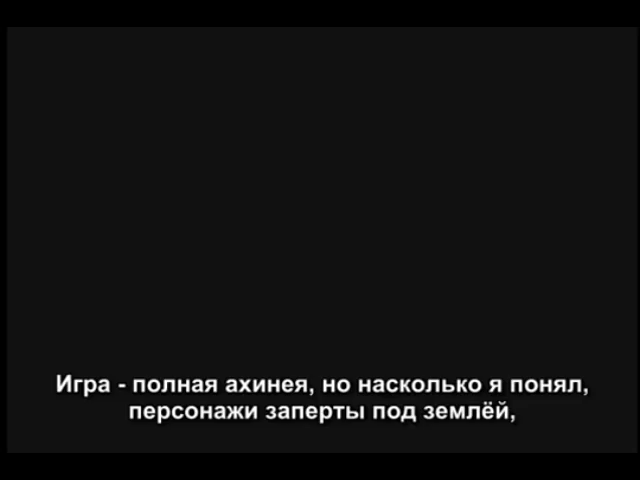 Игра - полная ахинея, но насколько я понял,
персонажи заперты под землёй,